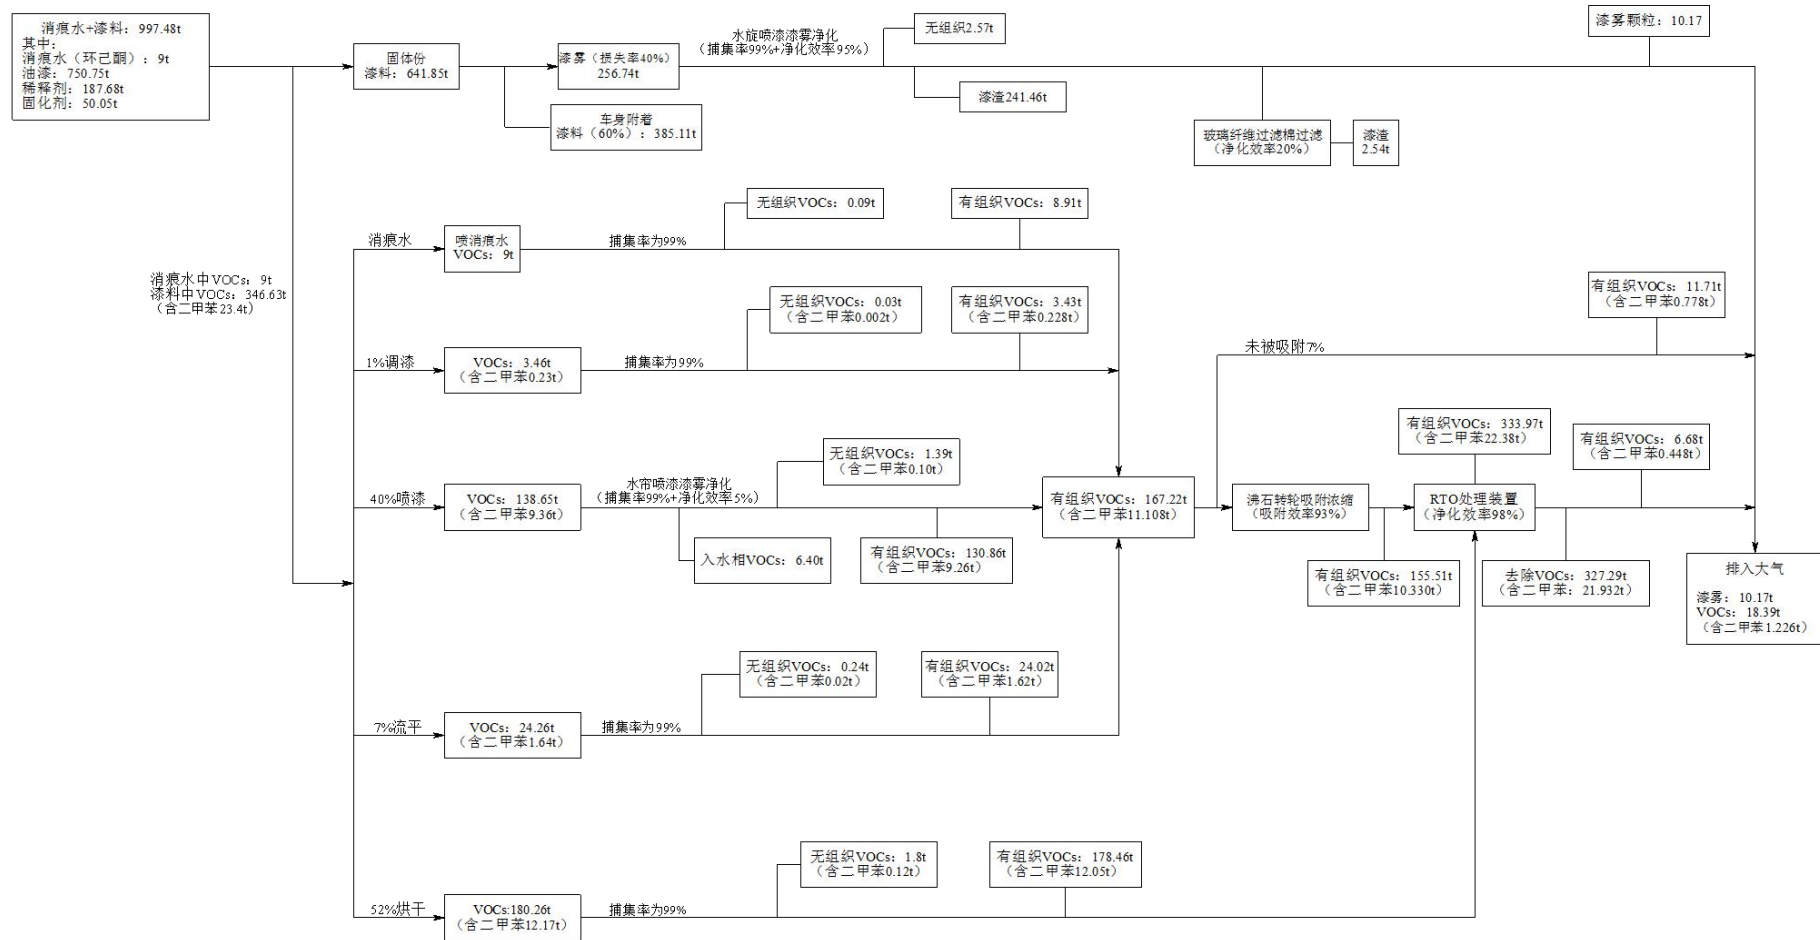 消痕水+漆料：997.48t
其中：
消痕水（环己酮）：9t
油漆：750.75t
稀释剂：187.68t
固化剂：50.05t
固体份
漆料：641.85t
漆雾（损失率40%）
256.74t
车身附着
漆料（60%）：385.11t
水旋喷漆漆雾净化
（捕集率99%+净化效率95%）
无组织2.57t
漆渣241.46t
玻璃纤维过滤棉过滤
（净化效率20%）
漆渣
2.54t
漆雾颗粒：10.17
消痕水中VOCs：9t
漆料中VOCs：346.63t
（含二甲苯23.4t）
消痕水
喷消痕水
VOCs：9t
捕集率为99%
无组织VOCs：0.09t
有组织VOCs：8.91t
1%调漆
VOCs：3.46t
（含二甲苯0.23t）
捕集率为99%
无组织VOCs：0.03t
（含二甲苯0.002t）
有组织VOCs：3.43t
（含二甲苯0.228t）
40%喷漆
VOCs：138.65t
（含二甲苯9.36t）
水帘喷漆漆雾净化
（捕集率99%+净化效率5%）
无组织VOCs：1.39t
（含二甲苯0.10t）
入水相VOCs：6.40t
有组织VOCs：130.86t
（含二甲苯9.26t）
7%流平
VOCs：24.26t
（含二甲苯1.64t）
捕集率为99%
无组织VOCs：0.24t
（含二甲苯0.02t）
有组织VOCs：24.02t
（含二甲苯1.62t）
52%烘干
VOCs:180.26t
（含二甲苯12.17t）
捕集率为99%
无组织VOCs：1.8t
（含二甲苯0.12t）
有组织VOCs：178.46t
（含二甲苯12.05t）
有组织VOCs：167.22t
（含二甲苯11.108t）
未被吸附7%
有组织VOCs：11.71t
（含二甲苯0.778t）
沸石转轮吸附浓缩
（吸附效率93%）
有组织VOCs：155.51t
（含二甲苯10.330t）
有组织VOCs：333.97t
（含二甲苯22.38t）
RTO处理装置
（净化效率98%）
有组织VOCs：6.68t
（含二甲苯0.448t）
去除VOCs：327.29t
（含二甲苯：21.932t）
排入大气
漆雾：10.17t
VOCs：18.39t
（含二甲苯1.226t）